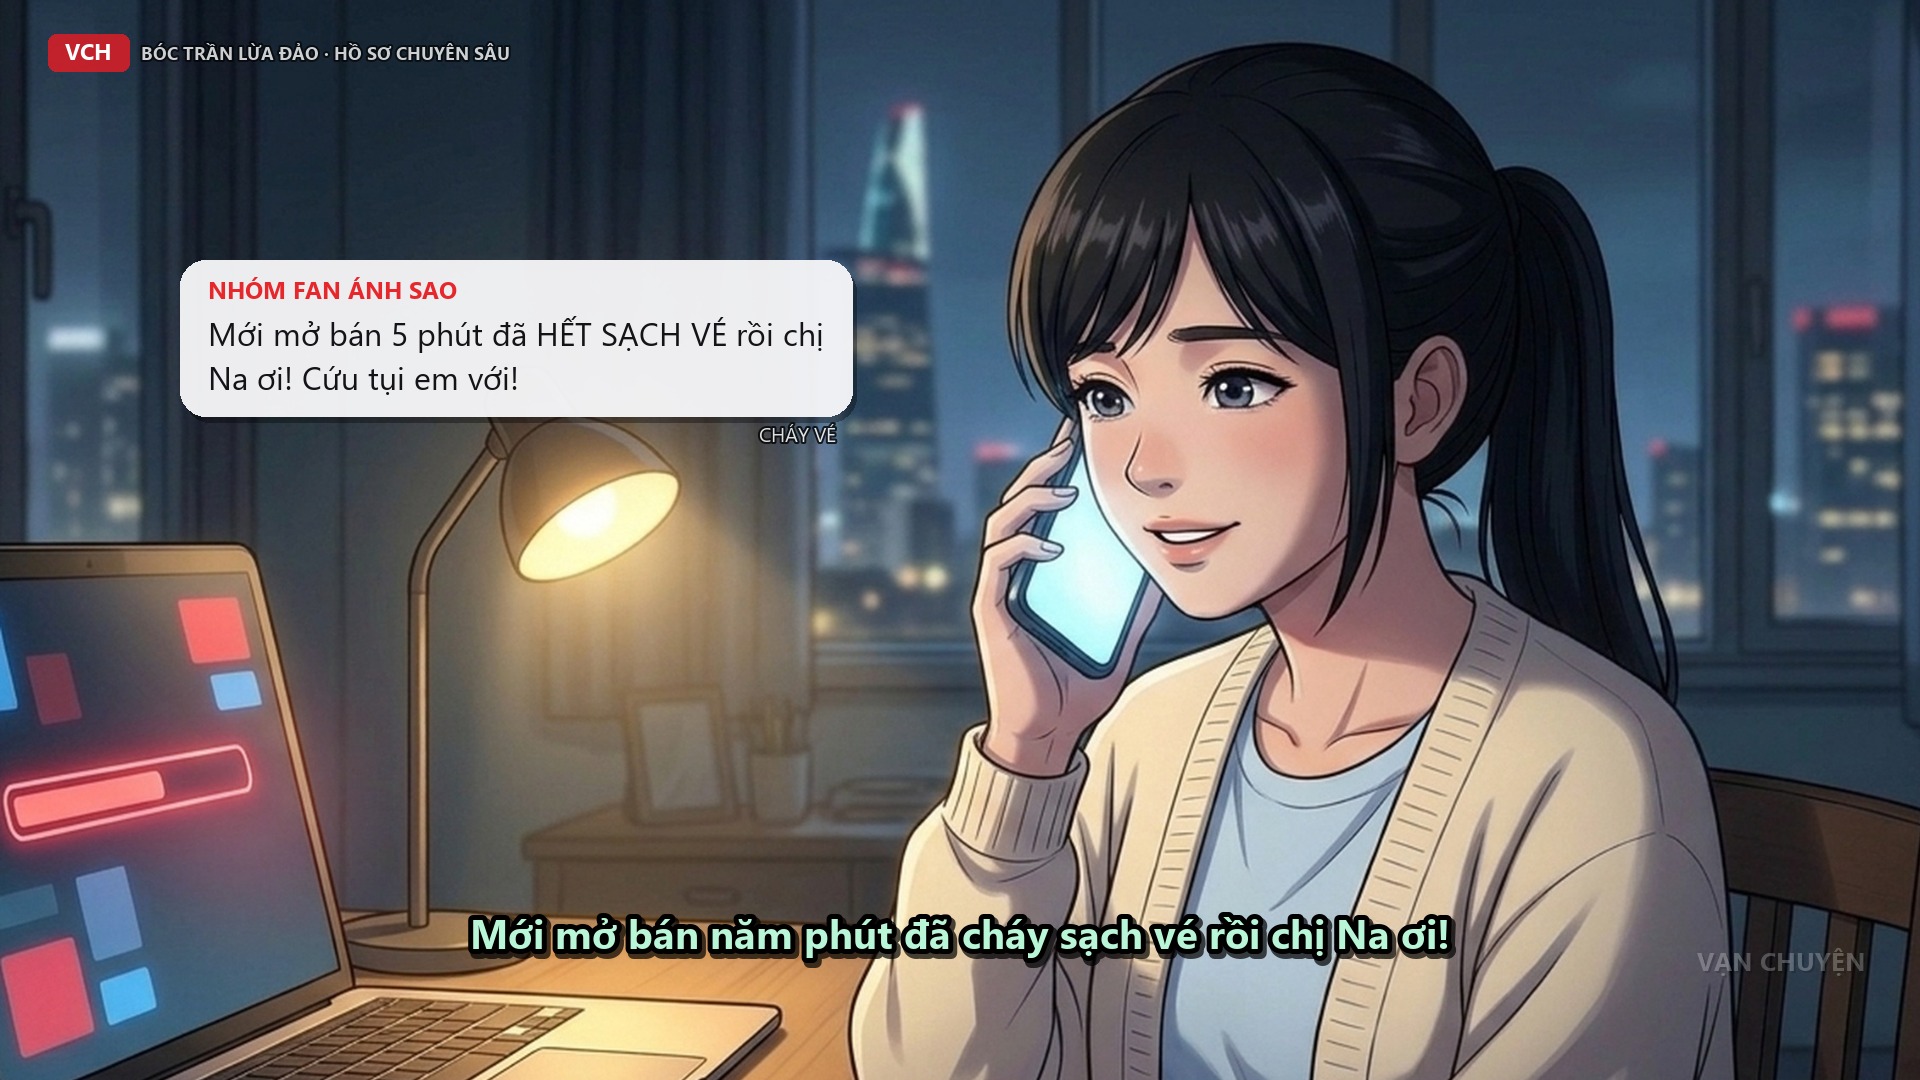 VCH BÓC TRẦN LỪA ĐẢO · HỒ SƠ CHUYÊN SÂU
NHÓM FAN ÁNH SAO
Mới mở bán 5 phút đã HẾT SẠCH VÉ rồi chị
Na ơi! Cứu tụi em với!
CHÁY VÉ
Mới mở bán năm phút đã cháy sạch vé rồi chị Na ơi!
VẠN CHUYỆN